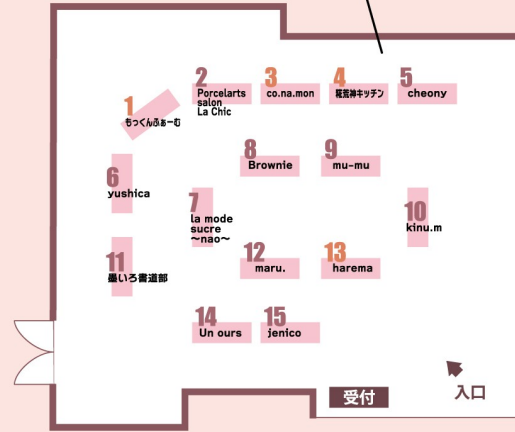 1
もっくんふぁーむ
2
Porcelarts
salon
La Chic
3
co.na.mon
4
糀荒神キッチン
5
cheony
6
yushica
7
la mode
sucre
～nao～
8
Brownie
9
mu-mu
10
kinu.m
11
墨いろ書道部
12
maru.
13
harema
14
Un ours
15
jenico
受付
入口